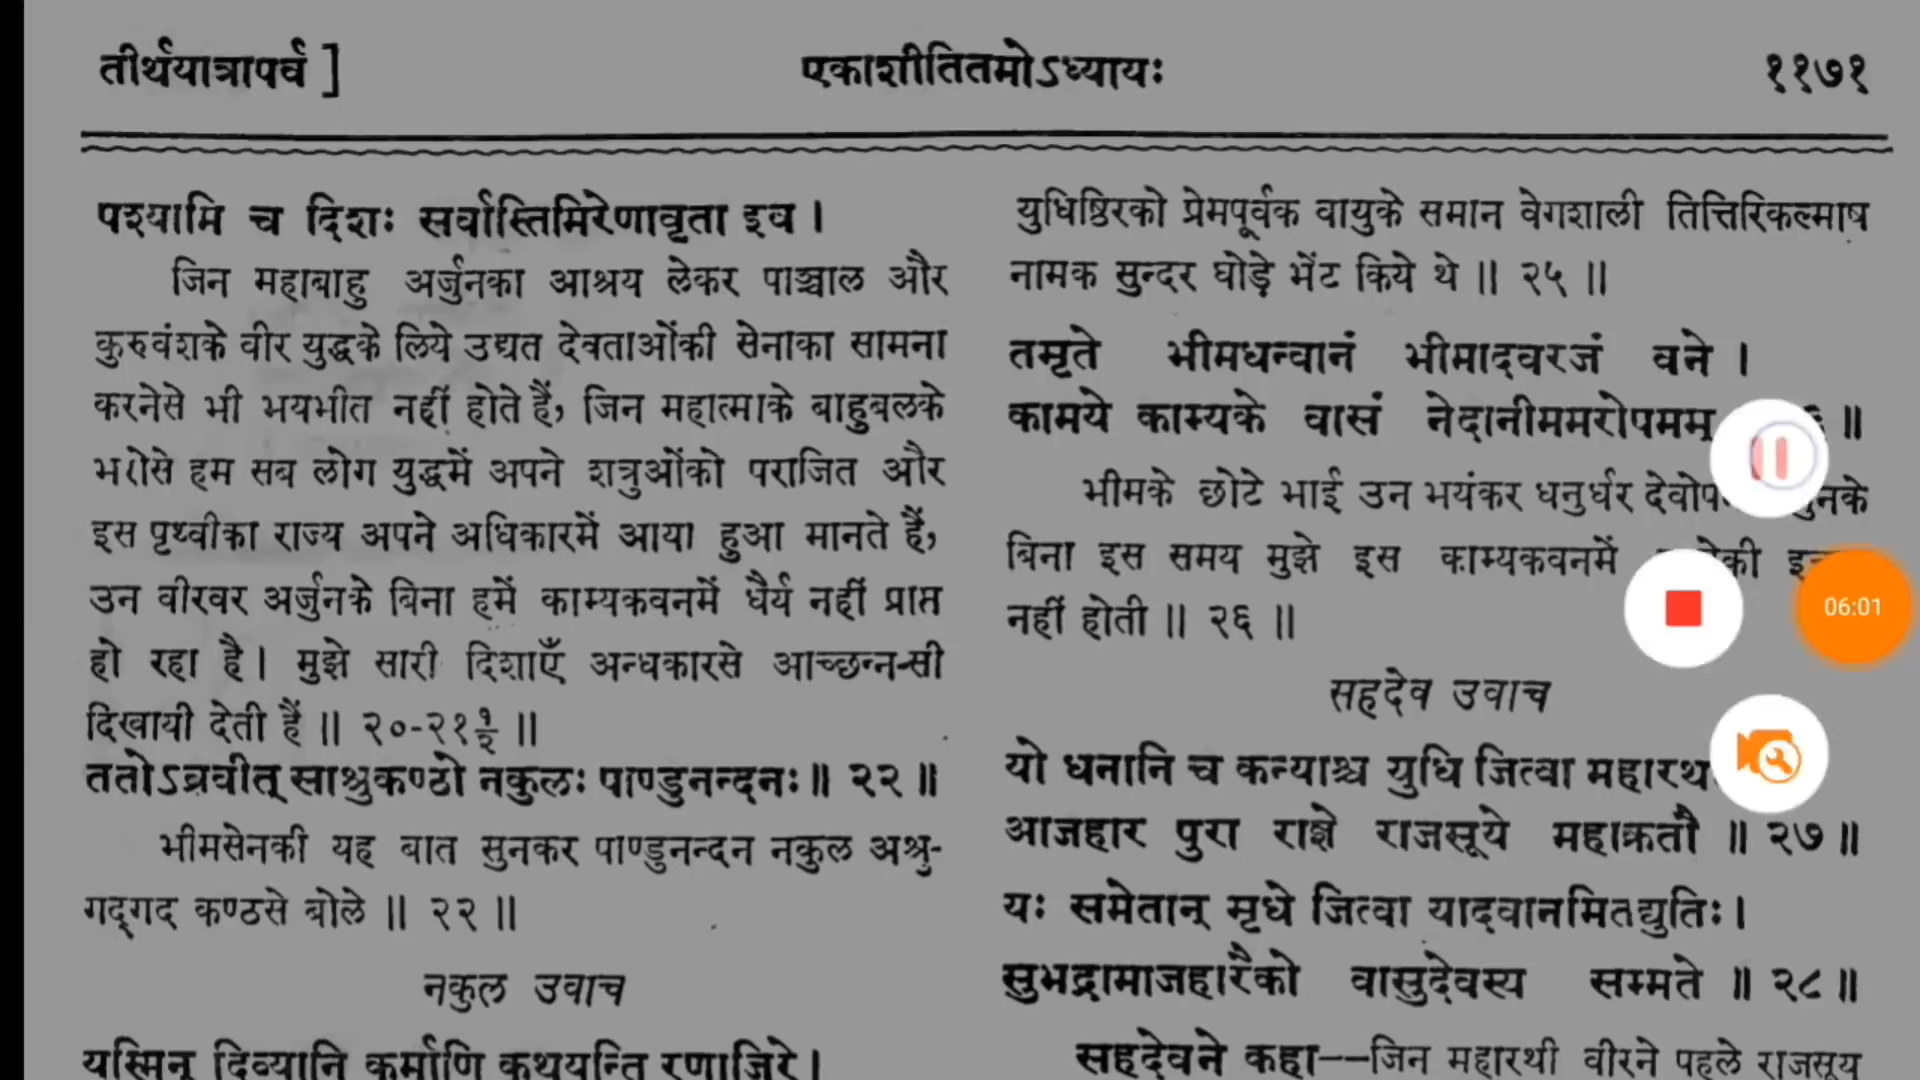 तीर्थयात्रापर्व ]
एकाशीतितमोऽध्यायः
११७१
पश्यामि च दिशः सर्वास्तिमिरेणावृता इव ।
जिन महाबाहु अर्जुनका आश्रय लेकर पाञ्चाल और
कुरुवंशके वीर युद्धके लिये उद्यत देवताओंकी सेनाका सामना
करनेसे भी भयभीत नहीं होते हैं, जिन महात्माके बाहुबलके
भरोसे हम सब लोग युद्धमें अपने शत्रुओंको पराजित और
इस पृथ्वीका राज्य अपने अधिकारमें आया हुआ मानते हैं,
उन वीरवर अर्जुनके बिना हमें काम्यकवनमें धैर्य नहीं प्राप्त
हो रहा है। मुझे सारी दिशाएँ अन्धकारसे आच्छन्न-सी
दिखायी देती हैं ॥ २०-२१½ ॥
ततोऽब्रवीत् साश्रुकण्ठो नकुलः पाण्डुनन्दनः ॥ २२ ॥
भीमसेनकी यह बात सुनकर पाण्डुनन्दन नकुल अश्रु-
गद्गद कण्ठसे बोले ॥ २२ ॥
नकुल उवाच
यस्मिन् दिव्यानि कर्माणि कथयन्ति रणाजिरे।
युधिष्ठिरको प्रेमपूर्वक वायुके समान वेगशाली तित्तिरिकल्माष
नामक सुन्दर घोड़े भेंट किये थे ॥ २५ ॥
तमृते भीमधन्वानं भीमादवरजं वने ।
कामये काम्यके वासं नेदानीममरोपमम् ॥
भीमके छोटे भाई उन भयंकर धनुर्धर
बिना इस समय मुझे इस काम्यकवनमें
नहीं होती ॥ २६ ॥
सहदेव उवाच
यो धनानि च कन्याश्च युधि जित्वा
आजहार पुरा राज्ञे राजसूये महाक्रतौ ॥ २७ ॥
यः समेतान् मृधे जित्वा यादवानमितद्युतिः।
सुभद्रामाजहारैको वासुदेवस्य सम्मते ॥ २८ ॥
सहदेवने कहा--जिन महारथी वीरने पहले राजसूय
06:01